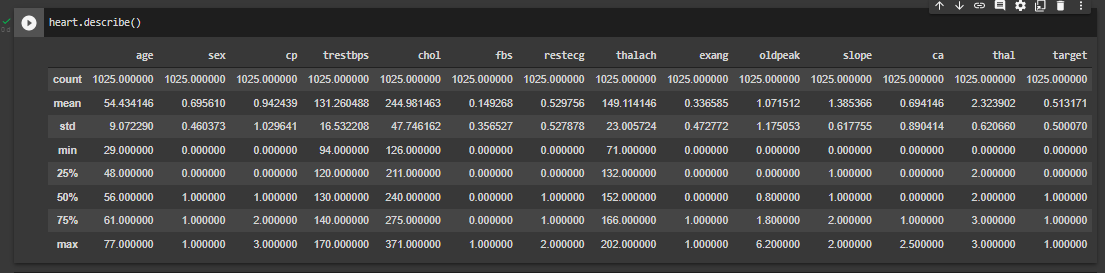 heart.describe()
age sex cp trestbps chol fbs restecg thalach exang oldpeak slope ca thal target
count 1025.000000 1025.000000 1025.000000 1025.000000 1025.000000 1025.000000 1025.000000 1025.000000 1025.000000 1025.000000 1025.000000 1025.000000 1025.000000 1025.000000
mean 54.434146 0.695610 0.942439 131.260488 244.981463 0.149268 0.529756 149.114146 0.336585 1.071512 1.385366 0.694146 2.323902 0.513171
std 9.072290 0.460373 1.029641 16.532208 47.746162 0.356527 0.527878 23.005724 0.472772 1.175053 0.617755 0.890414 0.620660 0.500070
min 29.000000 0.000000 0.000000 94.000000 126.000000 0.000000 0.000000 71.000000 0.000000 0.000000 0.000000 0.000000 0.000000 0.000000
25% 48.000000 0.000000 0.000000 120.000000 211.000000 0.000000 0.000000 132.000000 0.000000 0.000000 1.000000 0.000000 2.000000 0.000000
50% 56.000000 1.000000 1.000000 130.000000 240.000000 0.000000 1.000000 152.000000 0.000000 0.800000 1.000000 0.000000 2.000000 1.000000
75% 61.000000 1.000000 2.000000 140.000000 275.000000 0.000000 1.000000 166.000000 1.000000 1.800000 2.000000 1.000000 3.000000 1.000000
max 77.000000 1.000000 3.000000 170.000000 371.000000 1.000000 2.000000 202.000000 1.000000 6.200000 2.000000 2.500000 3.000000 1.000000